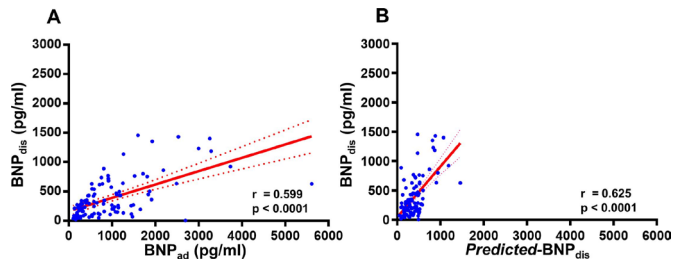 A
3000
2500
2000
1500
1000
500
0
BNPdis (pg/ml)
0 1000 2000 3000 4000 5000 6000
BNPad (pg/ml)
r = 0.599
p < 0.0001
B
3000
2500
2000
1500
1000
500
0
BNPdis (pg/ml)
0 1000 2000 3000 4000 5000 6000
Predicted-BNPdis
r = 0.625
p < 0.0001